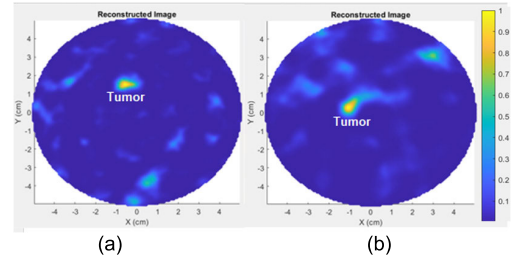 Reconstructed Image
Reconstructed Image
5
4
3
2
1
0
-1
-2
-3
-4
Y (cm)
Tumor
-4 -3 -2 -1 0 1 2 3 4
X (cm)
5
4
3
2
1
0
-1
-2
-3
-4
Y (cm)
Tumor
-4 -3 -2 -1 0 1 2 3 4
X (cm)
1
0.9
0.8
0.7
0.6
0.5
0.4
0.3
0.2
0.1
(a)
(b)